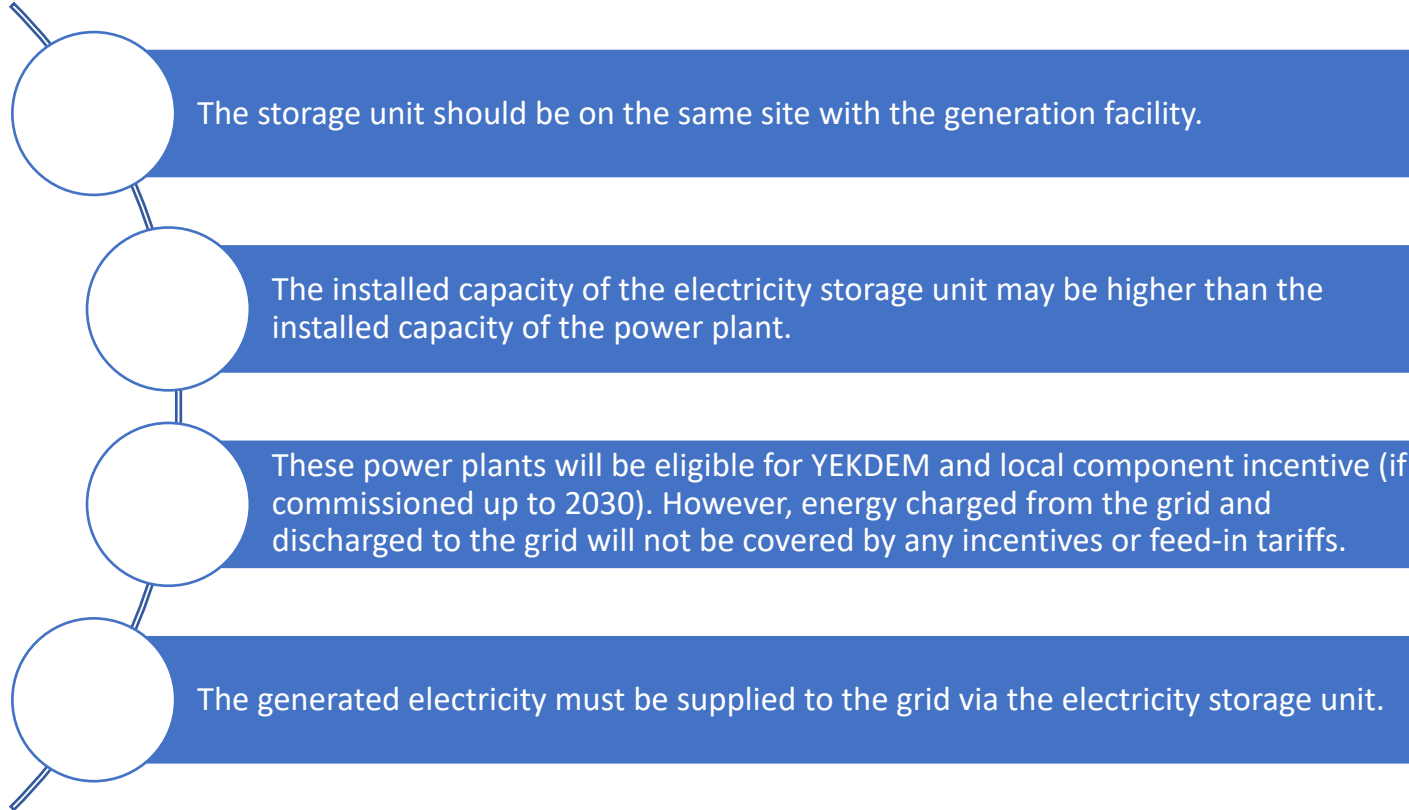 The storage unit should be on the same site with the generation facility.
The installed capacity of the electricity storage unit may be higher than the
installed capacity of the power plant.
These power plants will be eligible for YEKDEM and local component incentive (if
commissioned up to 2030). However, energy charged from the grid and
discharged to the grid will not be covered by any incentives or feed-in tariffs.
The generated electricity must be supplied to the grid via the electricity storage unit.